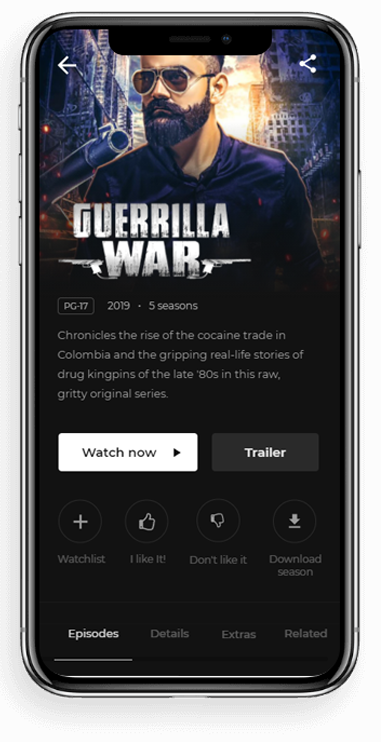 GUERRILLA
WAR
PG-17 2019 • 5 seasons
Chronicles the rise of the cocaine trade in
Colombia and the gripping real-life stories of
drug kingpins of the late '80s in this raw,
gritty original series.
Watch now Trailer
Watchlist I like It! Don't like it Download
season
Episodes Details Extras Related